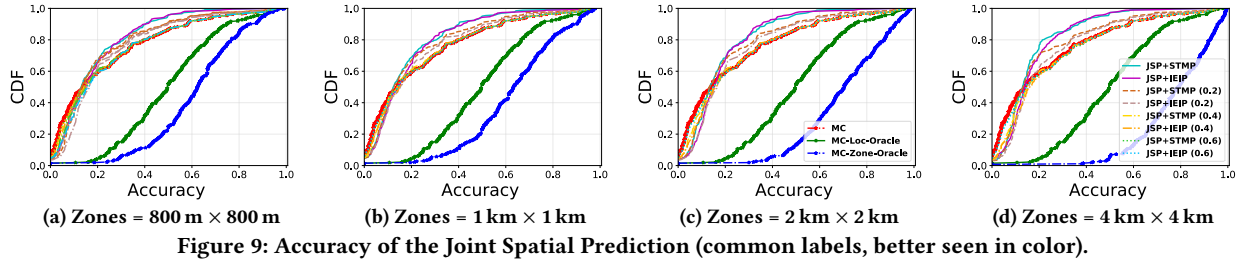 1.0
0.8
0.6
0.4
0.2
0.0
CDF
0.0 0.2 0.4 0.6 0.8 1.0
Accuracy
(a) Zones = 800 m × 800 m
1.0
0.8
0.6
0.4
0.2
0.0
CDF
0.0 0.2 0.4 0.6 0.8 1.0
Accuracy
(b) Zones = 1 km × 1 km
1.0
0.8
0.6
0.4
0.2
0.0
CDF
MC
MC-Loc-Oracle
MC-Zone-Oracle
0.0 0.2 0.4 0.6 0.8 1.0
Accuracy
(c) Zones = 2 km × 2 km
1.0
0.8
0.6
0.4
0.2
0.0
CDF
JSP+STMP
JSP+IEIP
JSP+STMP (0.2)
JSP+IEIP (0.2)
JSP+STMP (0.4)
JSP+IEIP (0.4)
JSP+STMP (0.6)
JSP+IEIP (0.6)
0.0 0.2 0.4 0.6 0.8 1.0
Accuracy
(d) Zones = 4 km × 4 km
Figure 9: Accuracy of the Joint Spatial Prediction (common labels, better seen in color).